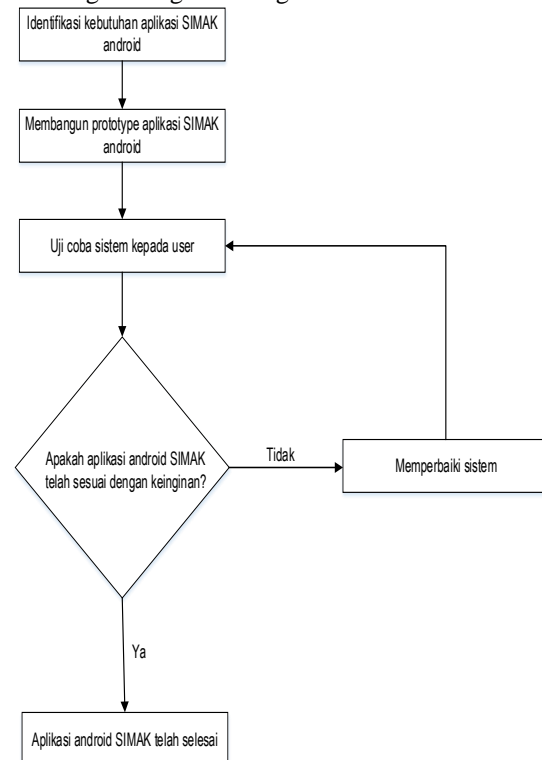 Identifikasi kebutuhan aplikasi SIMAK
android
Membangun prototype aplikasi SIMAK
android
Uji coba sistem kepada user
Apakah aplikasi android SIMAK
telah sesuai dengan keinginan?
Tidak
Memperbaiki sistem
Ya
Aplikasi android SIMAK telah selesai